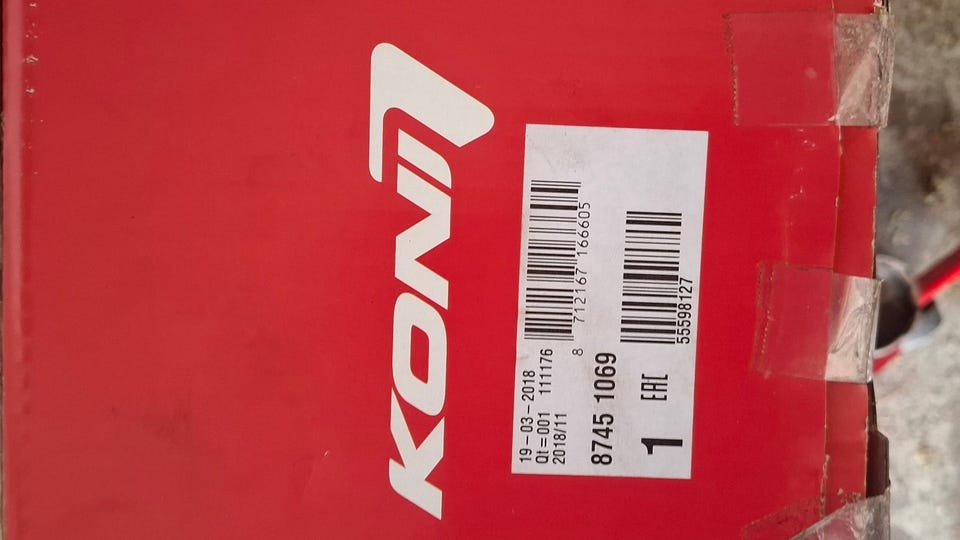 KONI
19-03-2018
Qt=001 111176
2018/11
8 712167 166605
8745 1069
1 EAC
55598127